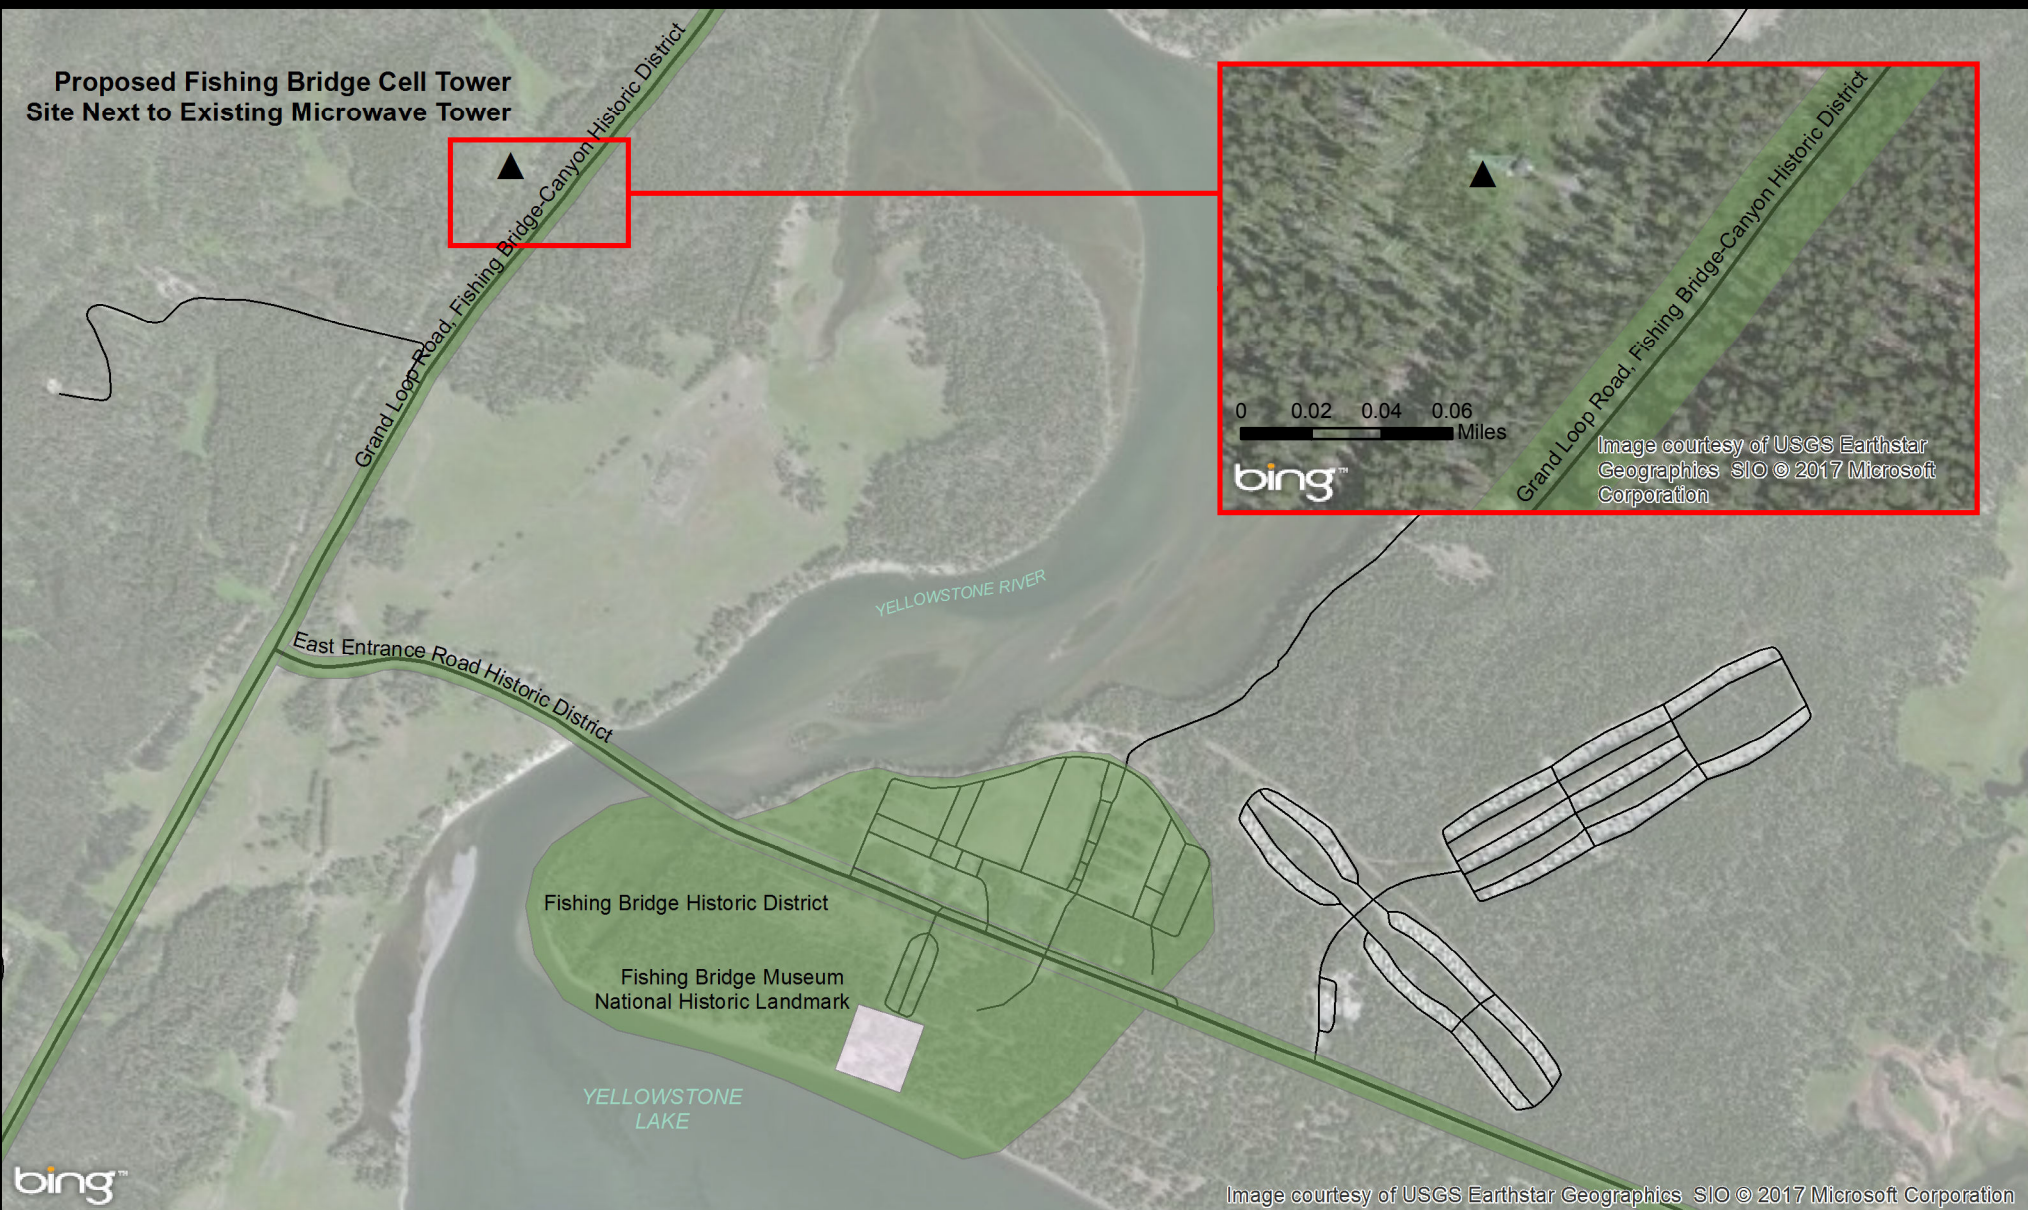 Proposed Fishing Bridge Cell Tower
Site Next to Existing Microwave Tower
Grand Loop Road, Fishing Bridge-Canyon Historic District
Grand Loop Road, Fishing Bridge-Canyon Historic District
0 0.02 0.04 0.06
Miles
bing™
Image courtesy of USGS Earthstar
Geographics SIO © 2017 Microsoft
Corporation
YELLOWSTONE RIVER
East Entrance Road Historic District
Fishing Bridge Historic District
Fishing Bridge Museum
National Historic Landmark
YELLOWSTONE
LAKE
bing™
Image courtesy of USGS Earthstar Geographics SIO © 2017 Microsoft Corporation